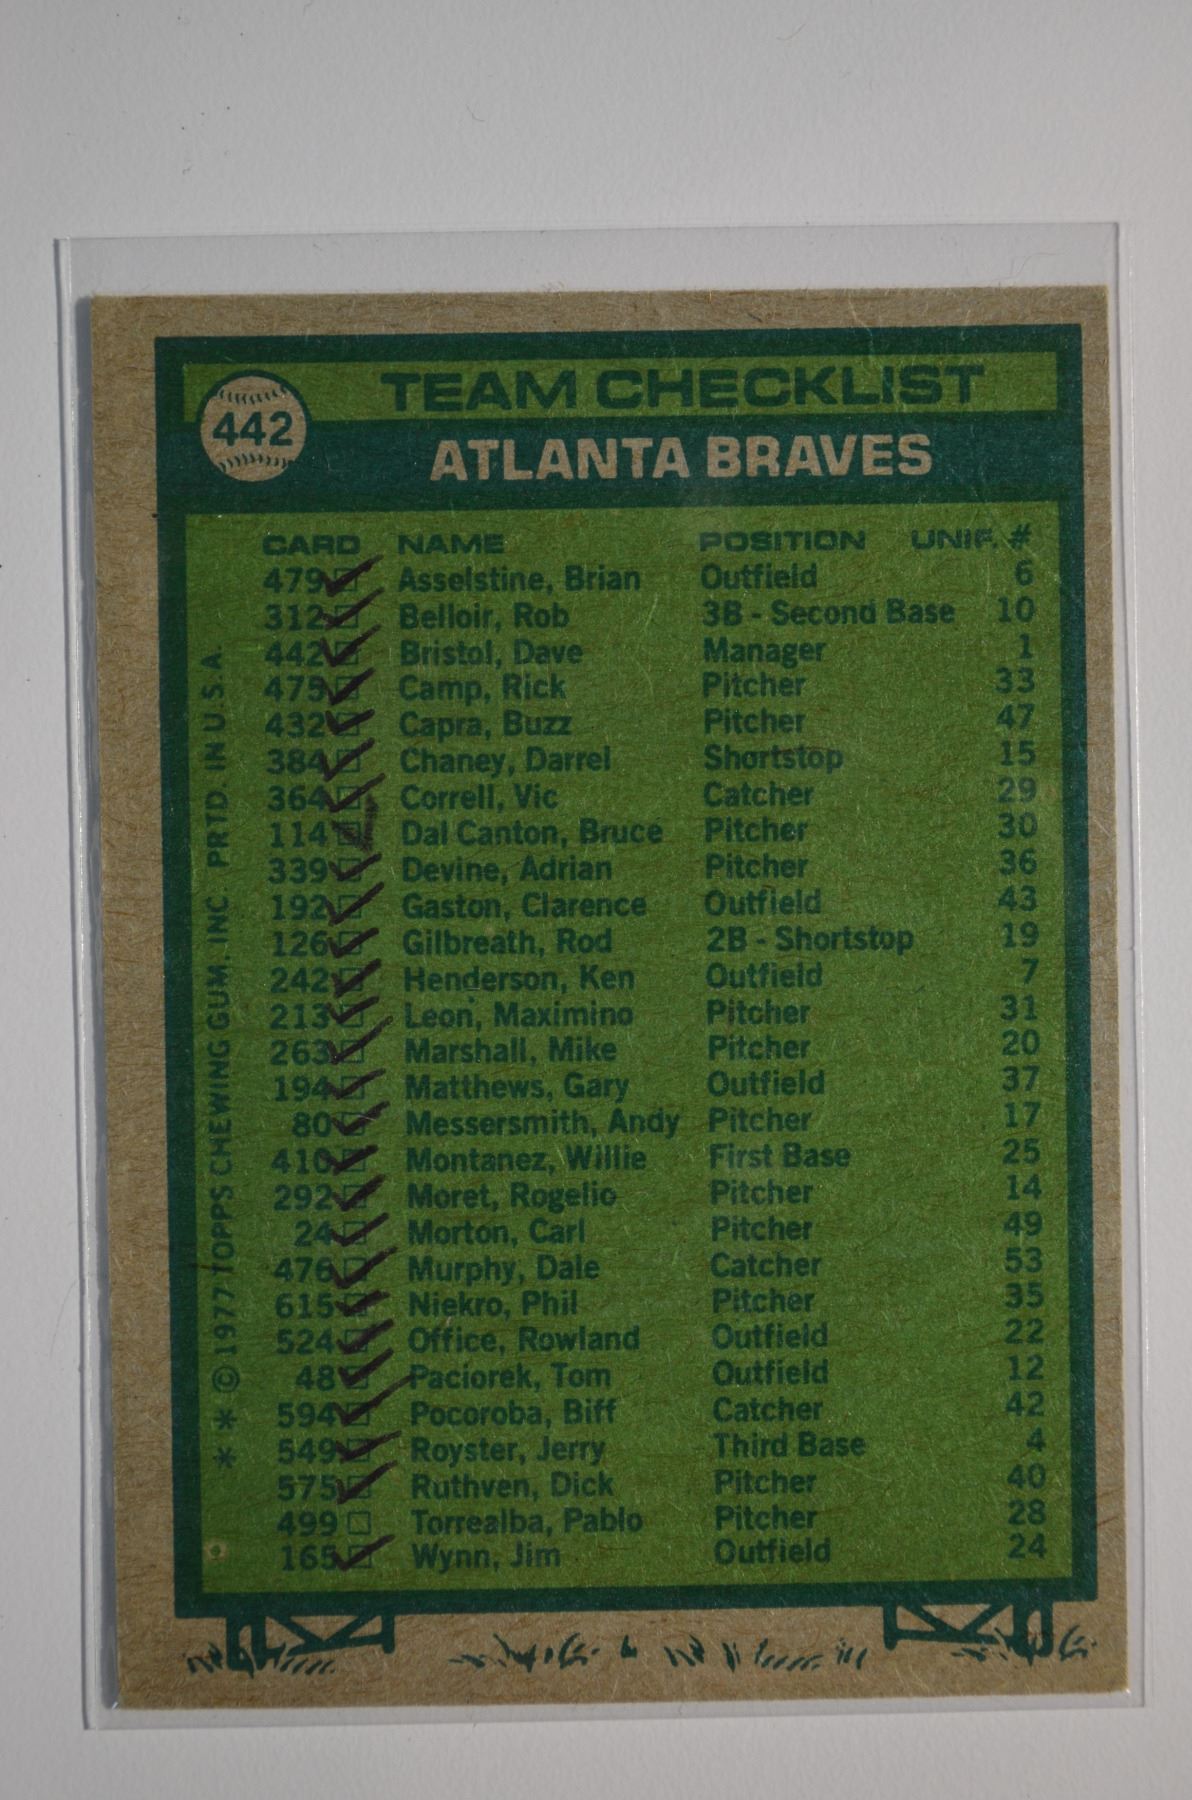 442
TEAM CHECKLIST
ATLANTA BRAVES
CARD NAME POSITION UNIF. #
479 Asselstine, Brian Outfield 6
312 Belloir, Rob 3B - Second Base 10
442 Bristol, Dave Manager 1
475 Camp, Rick Pitcher 33
432 Capra, Buzz Pitcher 47
384 Chaney, Darrel Shortstop 15
364 Correll, Vic Catcher 29
114 Dal Canton, Bruce Pitcher 30
339 Devine, Adrian Pitcher 36
192 Gaston, Clarence Outfield 43
126 Gilbreath, Rod 2B - Shortstop 19
242 Henderson, Ken Outfield 7
213 Leon, Maximino Pitcher 31
263 Marshall, Mike Pitcher 20
194 Matthews, Gary Outfield 37
80 Messersmith, Andy Pitcher 17
410 Montanez, Willie First Base 25
292 Moret, Rogelio Pitcher 14
24 Morton, Carl Pitcher 49
476 Murphy, Dale Catcher 53
615 Niekro, Phil Pitcher 35
524 Office, Rowland Outfield 22
48 Paciorek, Tom Outfield 12
594 Pocoroba, Biff Catcher 42
549 Royster, Jerry Third Base 4
575 Ruthven, Dick Pitcher 40
499 Torrealba, Pablo Pitcher 28
165 Wynn, Jim Outfield 24
* * © 1977 TOPPS CHEWING GUM, INC. PRTD. IN U.S.A.